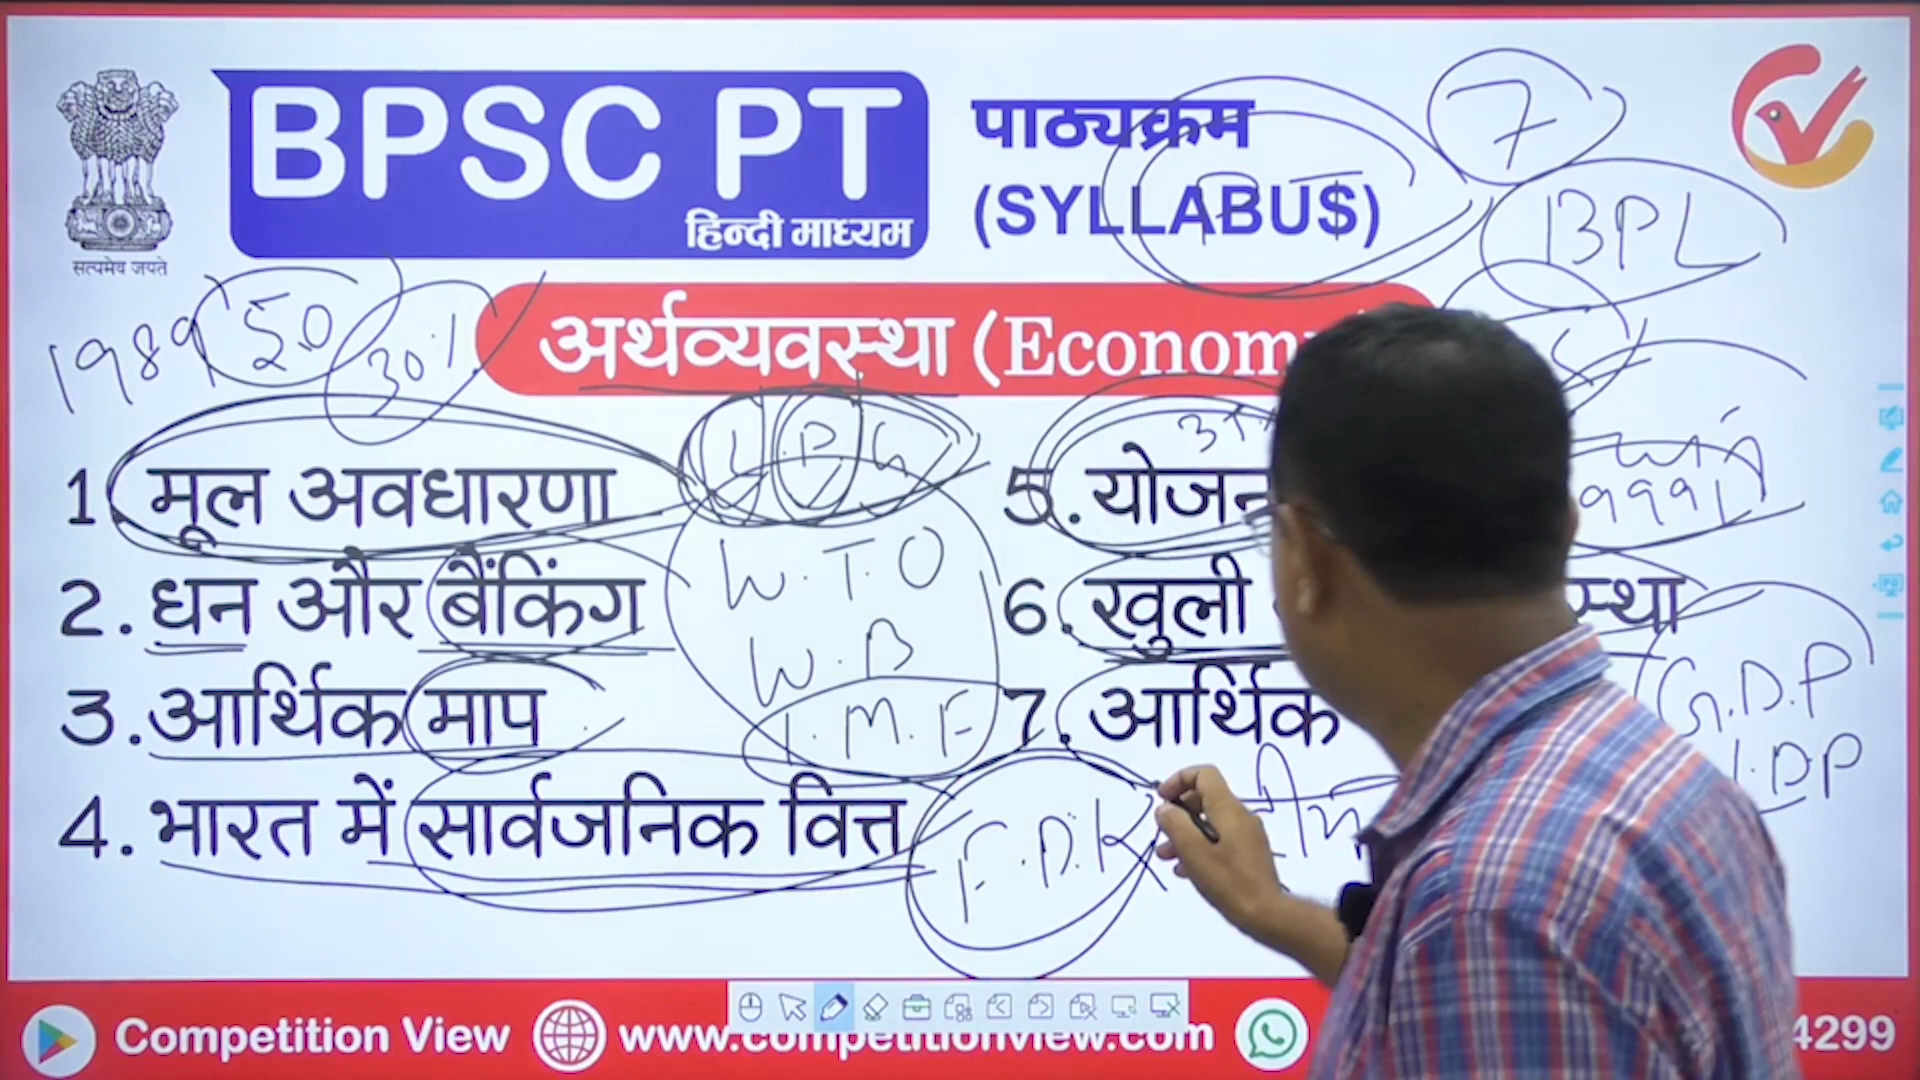 BPSC PT
हिन्दी माध्यम
पाठ्यक्रम
(SYLLABUS)
सत्यमेव जयते
7
PT
BPL
1989 50 30%
अर्थव्यवस्था (Econom
1. मूल अवधारणा
L P G
2. धन और बैंकिंग
W.T.O
W.B
3. आर्थिक माप
I.M.F
4. भारत में सार्वजनिक वित्त
F.D.R
5. योजन
1991
6. खुली स्था
7. आर्थिक
G.D.P
DP
Competition View
www.competitionview.com
4299